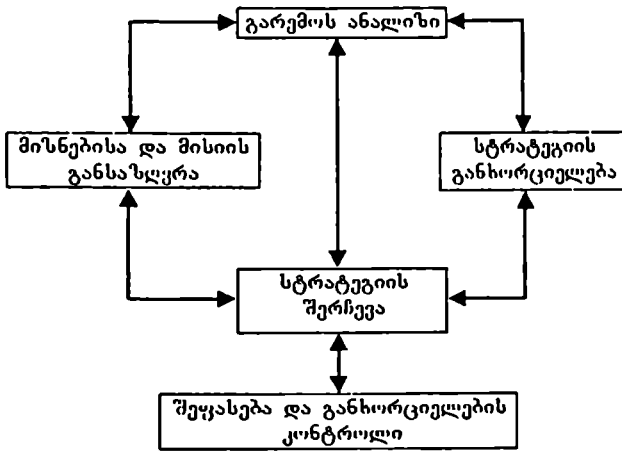 გარემოს ანალიზი
მიზნებისა და მისიის
განსაზღვრა
სტრატეგიის
განხორციელება
სტრატეგიის
შერჩევა
შეფასება და განხორციელების
კონტროლი